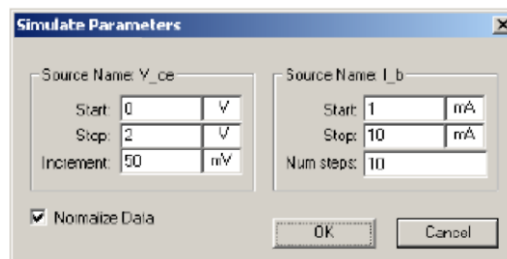 Simulate Parameters
Source Name: V_ce
Start: 0 V
Stop: 2 V
Increment: 50 mV
Source Name: I_b
Start: 1 mA
Stop: 10 mA
Num steps: 10
Normalize Data
OK
Cancel